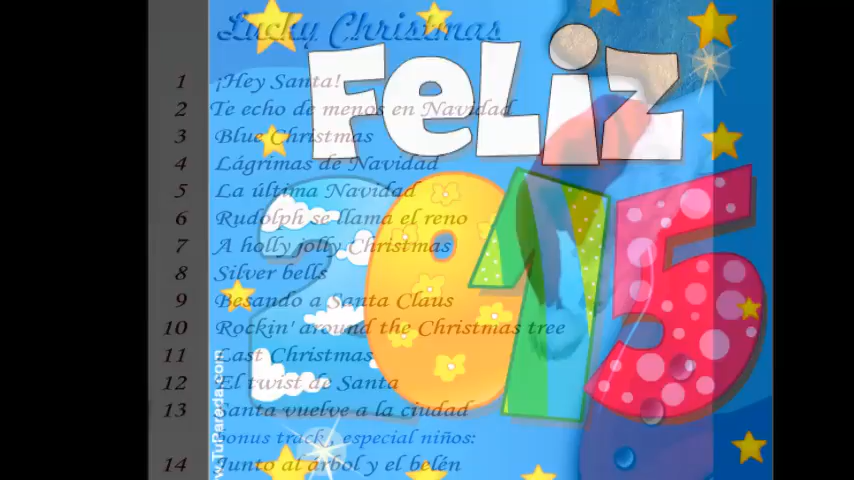 Lucky Christmas
FeLiz
2015
1 ¡Hey Santa!
2 Te echo de menos en Navidad
3 Blue Christmas
4 Lágrimas de Navidad
5 La última Navidad
6 Rudolph se llama el reno
7 A holly jolly Christmas
8 Silver bells
9 Besando a Santa Claus
10 Rockin' around the Christmas tree
11 Last Christmas
12 El twist de Santa
13 Santa vuelve a la ciudad
bonus track, especial niños:
14 Junto al árbol y el belén
www.TuParada.com